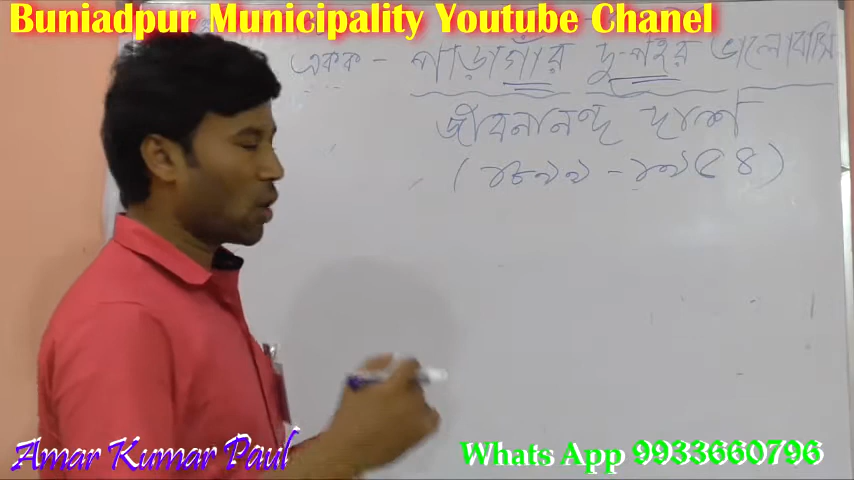 Buniadpur Municipality Youtube Chanel
একক - পাড়াগাঁর দু-পহর ভালোবাসি
জীবনানন্দ দাশ
(১৮৯৯ - ১৯৫৪)
Amar Kumar Paul
Whats App 9933660796